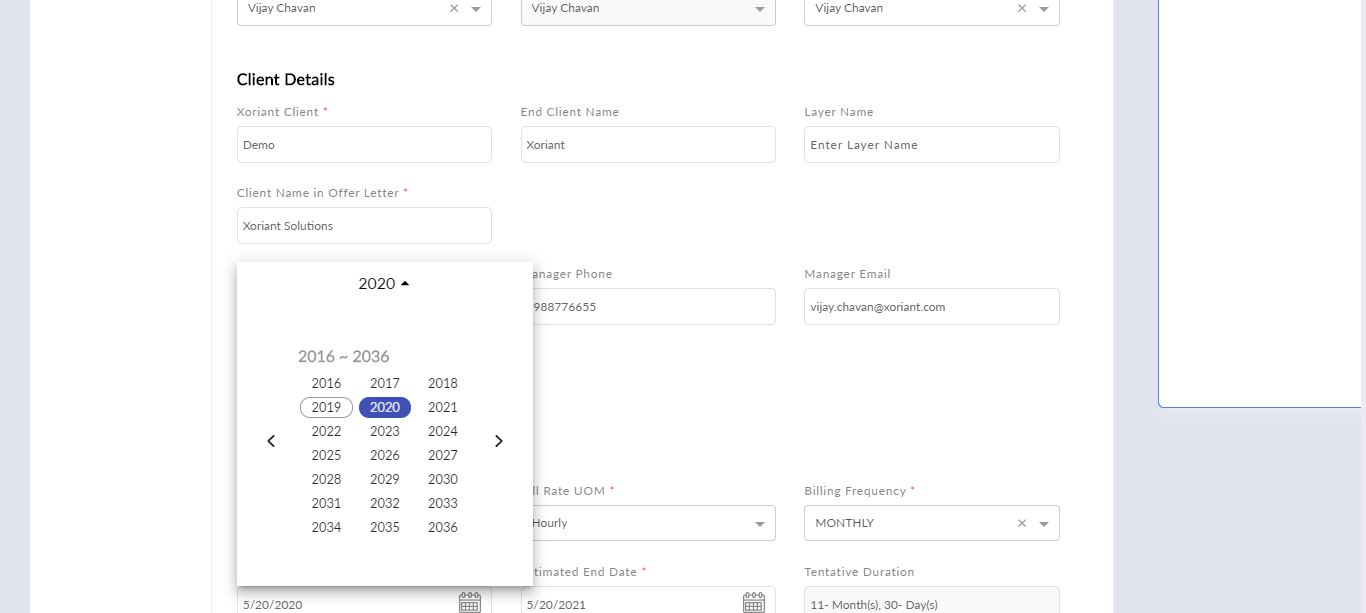 Vijay Chavan Vijay Chavan Vijay Chavan
Client Details
Xoriant Client * End Client Name Layer Name
Demo Xoriant Enter Layer Name
Client Name in Offer Letter *
Xoriant Solutions
2020 anager Phone Manager Email
988776655 vijay.chavan@xoriant.com
2016 ~ 2036
2016 2017 2018
2019 2020 2021
2022 2023 2024
2025 2026 2027
2028 2029 2030
2031 2032 2033
2034 2035 2036
ll Rate UOM * Billing Frequency *
Hourly MONTHLY
timated End Date * Tentative Duration
5/20/2020 5/20/2021 11- Month(s), 30- Day(s)